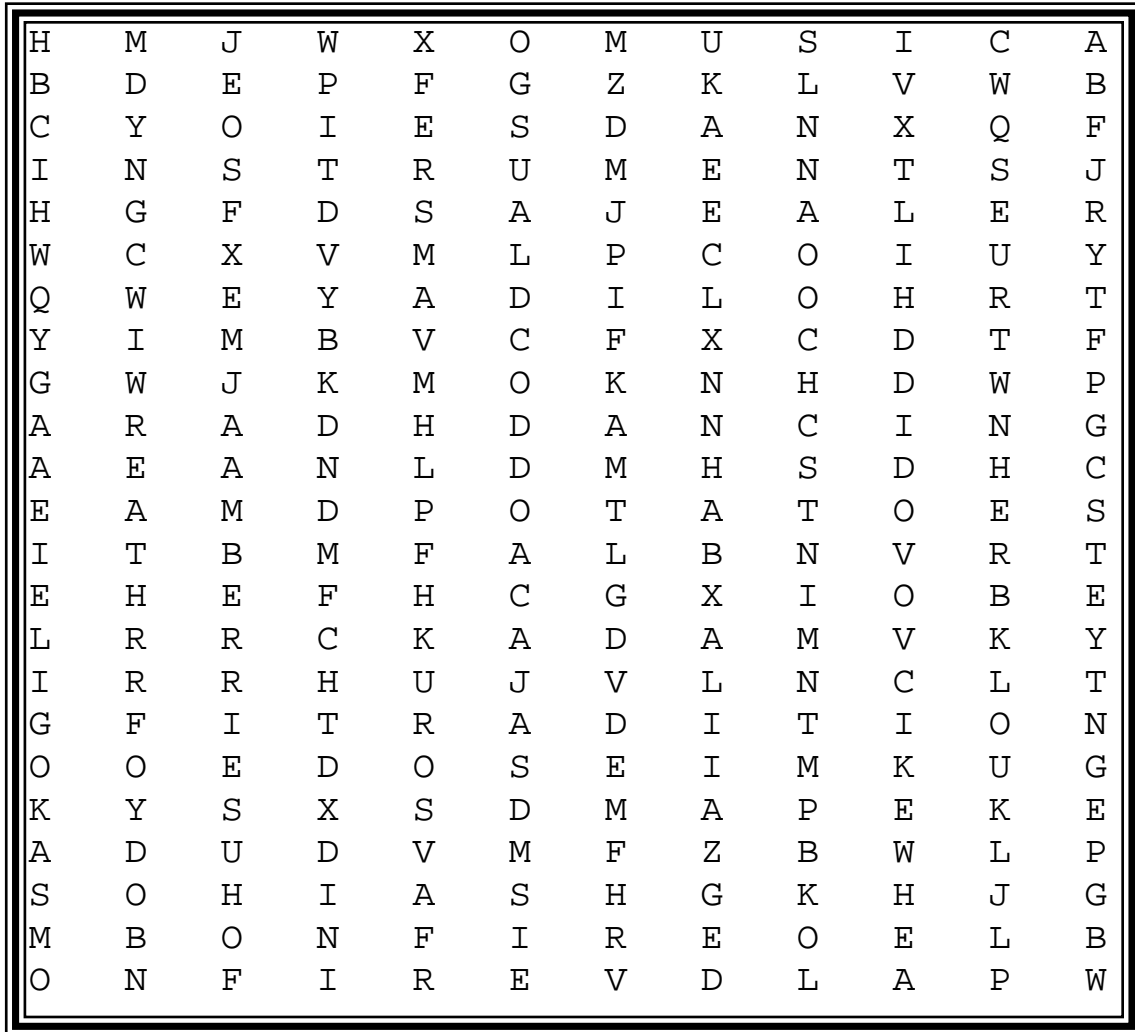 H M J W X O M U S I C A
B D E P F G Z K L V W B
C Y O I E S D A N X Q F
I N S T R U M E N T S J
H G F D S A J E A L E R
W C X V M L P C O I U Y
Q W E Y A D I L O H R T
Y I M B V C F X C D T F
G W J K M O K N H D W P
A R A D H D A N C I N G
A E A N L D M H S D H C
E A M D P O T A T O E S
I T B M F A L B N V R T
E H E F H C G X I O B E
L R R C K A D A M V K Y
I R R H U J V L N C L T
G F I T R A D I T I O N
O O E D O S E I M K U G
K Y S X S D M A P E K E
A D U D V M F Z B W L P
S O H I A S H G K H J G
M B O N F I R E O E L B
O N F I R E V D L A P W